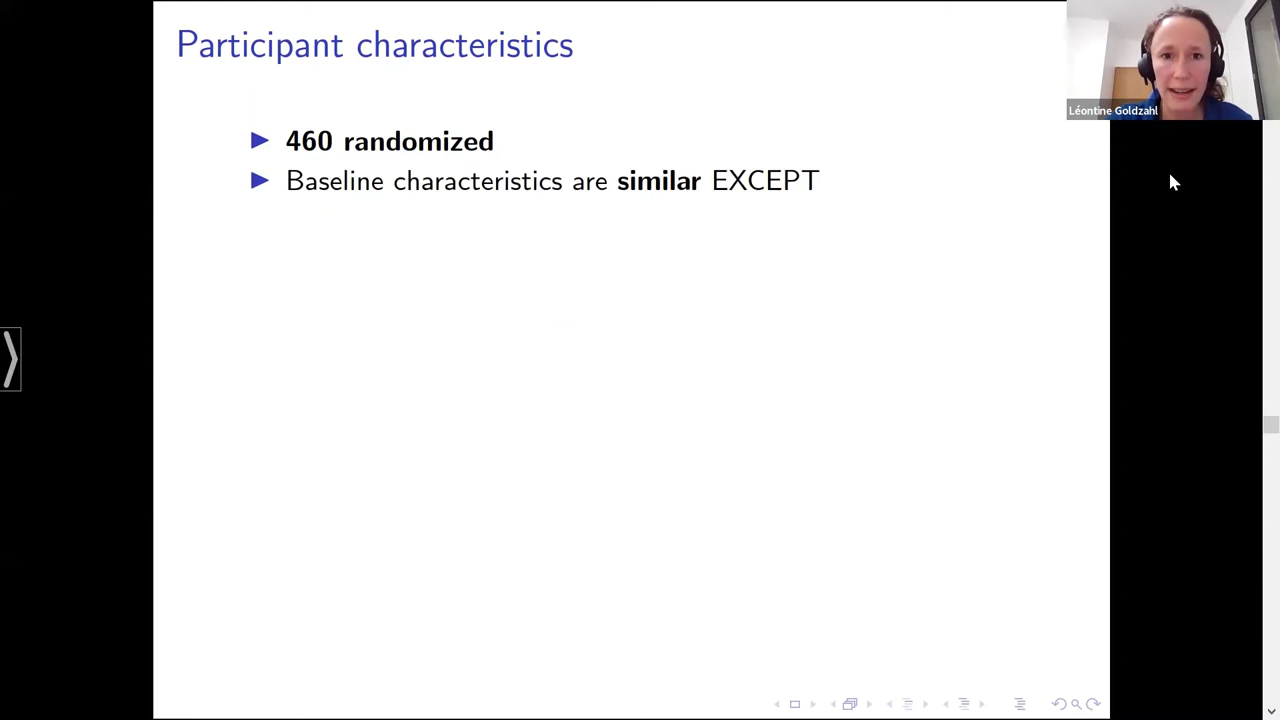 Participant characteristics
Léontine Goldzahl
460 randomized
Baseline characteristics are similar EXCEPT